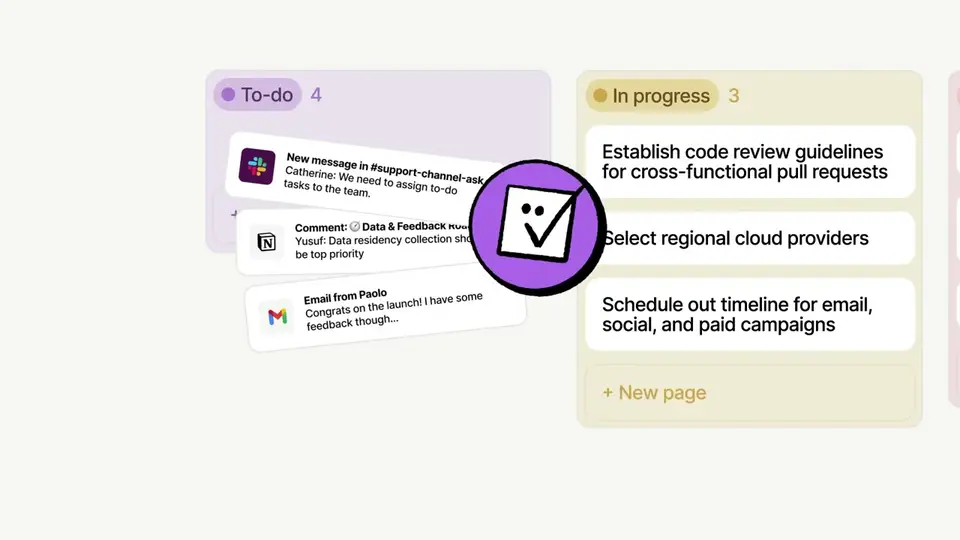 To-do 4
New message in #support-channel-ask
Catherine: We need to assign to-do
tasks to the team.
+
Comment: Data & Feedback
Yusuf: Data residency collection
be top priority
Email from Paolo
Congrats on the launch! I have some
feedback though...
In progress 3
Establish code review guidelines
for cross-functional pull requests
Select regional cloud providers
Schedule out timeline for email,
social, and paid campaigns
+ New page